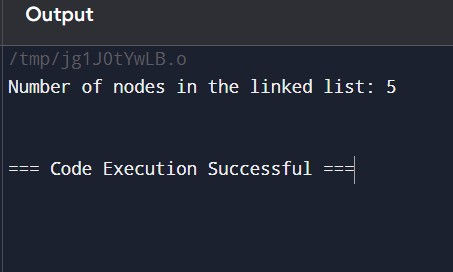 Output
/tmp/jg1J0tYwLB.o
Number of nodes in the linked list: 5
=== Code Execution Successful ===